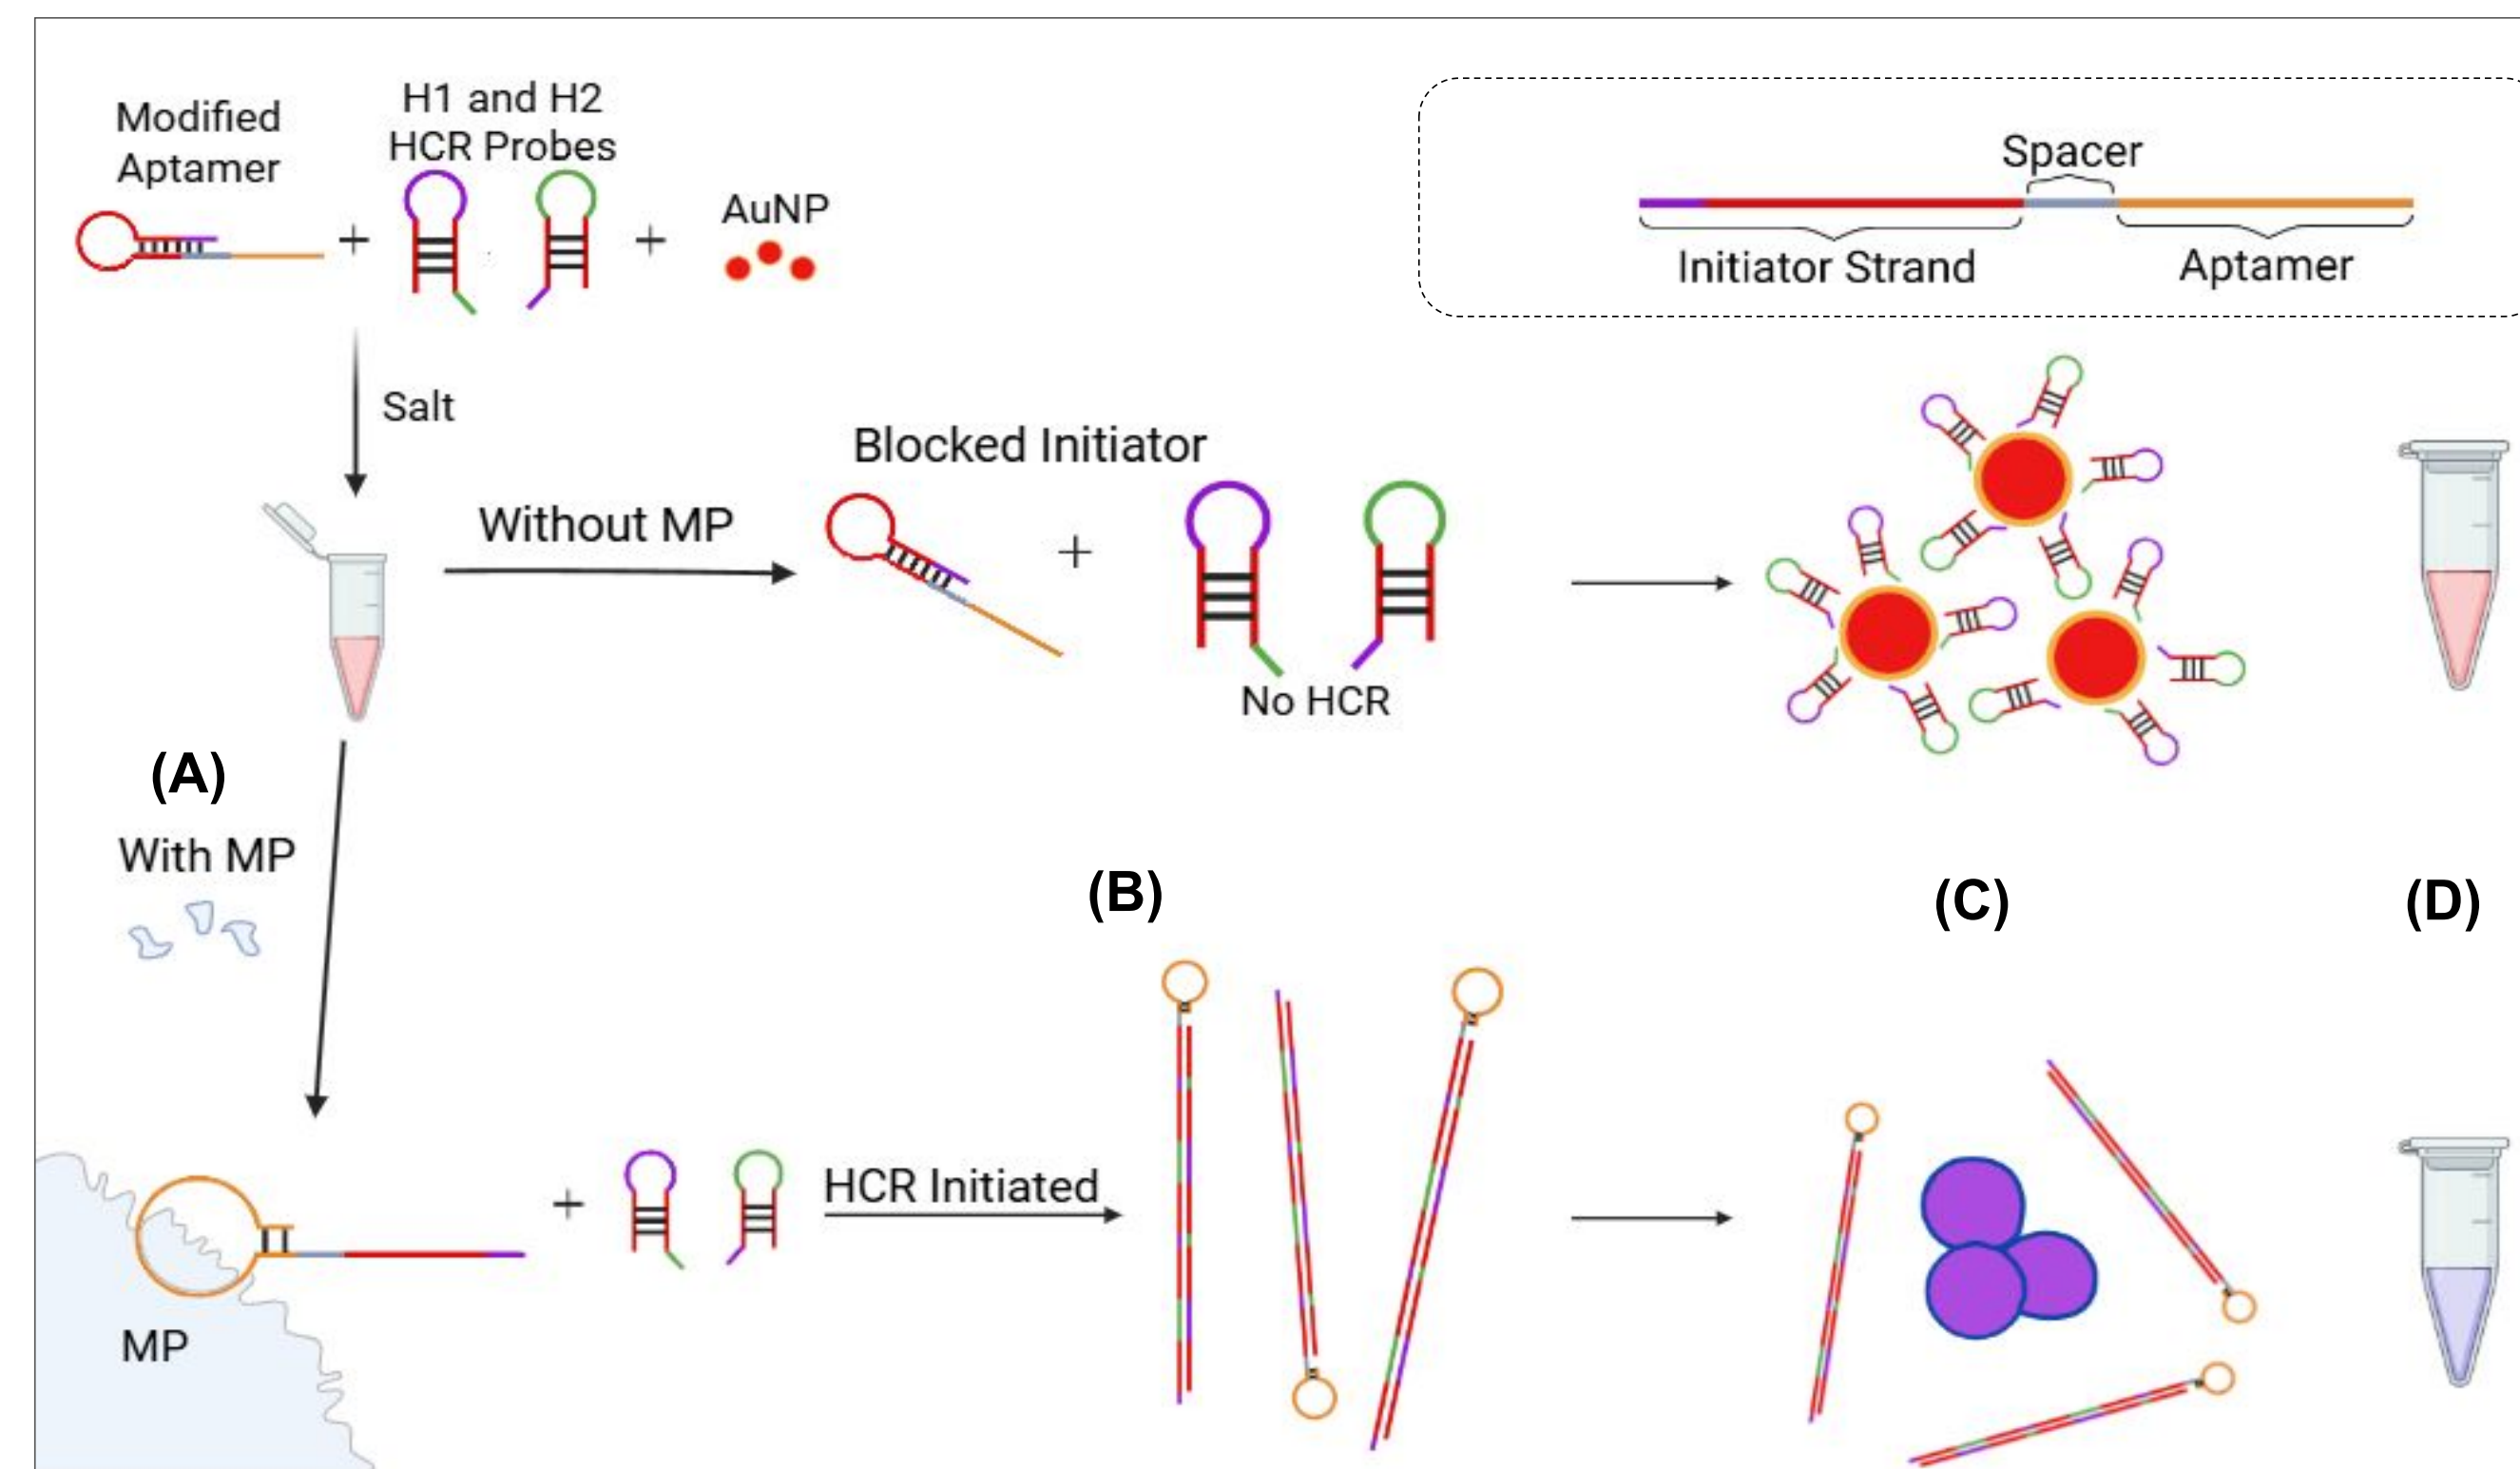 Modified
Aptamer
H1 and H2
HCR Probes
AuNP
Spacer
Initiator Strand
Aptamer
Salt
Without MP
Blocked Initiator
No HCR
(A)
With MP
(B)
(C)
(D)
HCR Initiated
MP